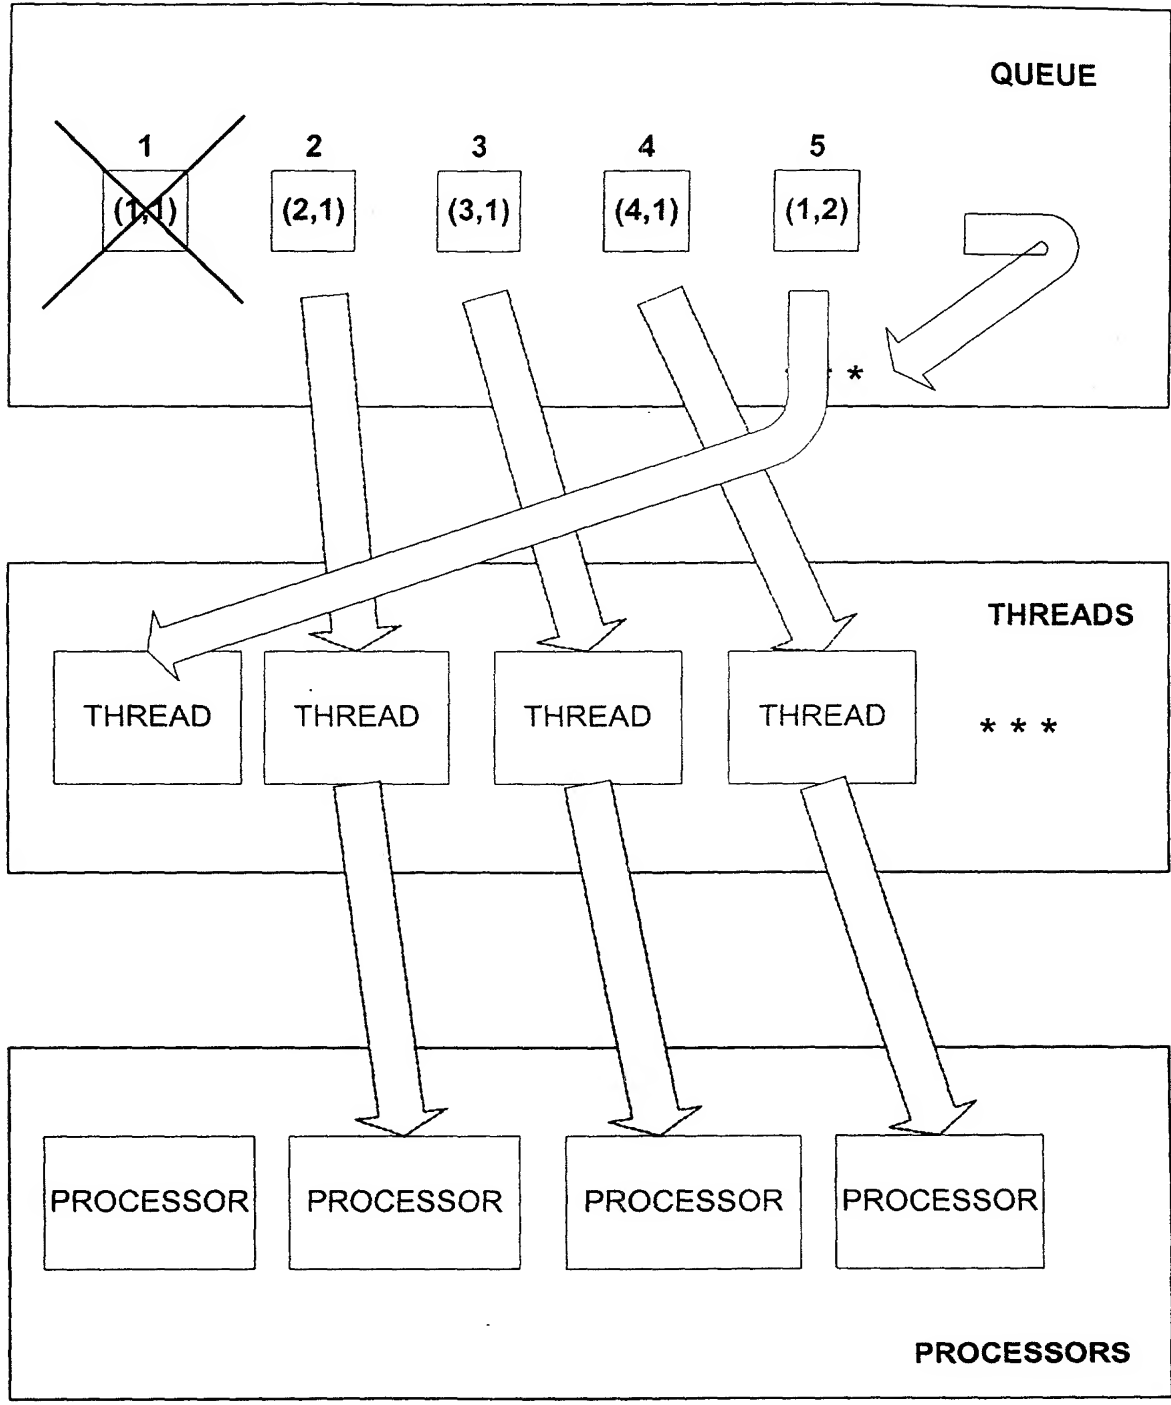 QUEUE
1 2 3 4 5
(1,1) (2,1) (3,1) (4,1) (1,2)
* * *
THREADS
THREAD THREAD THREAD THREAD
* * *
PROCESSOR PROCESSOR PROCESSOR PROCESSOR
PROCESSORS